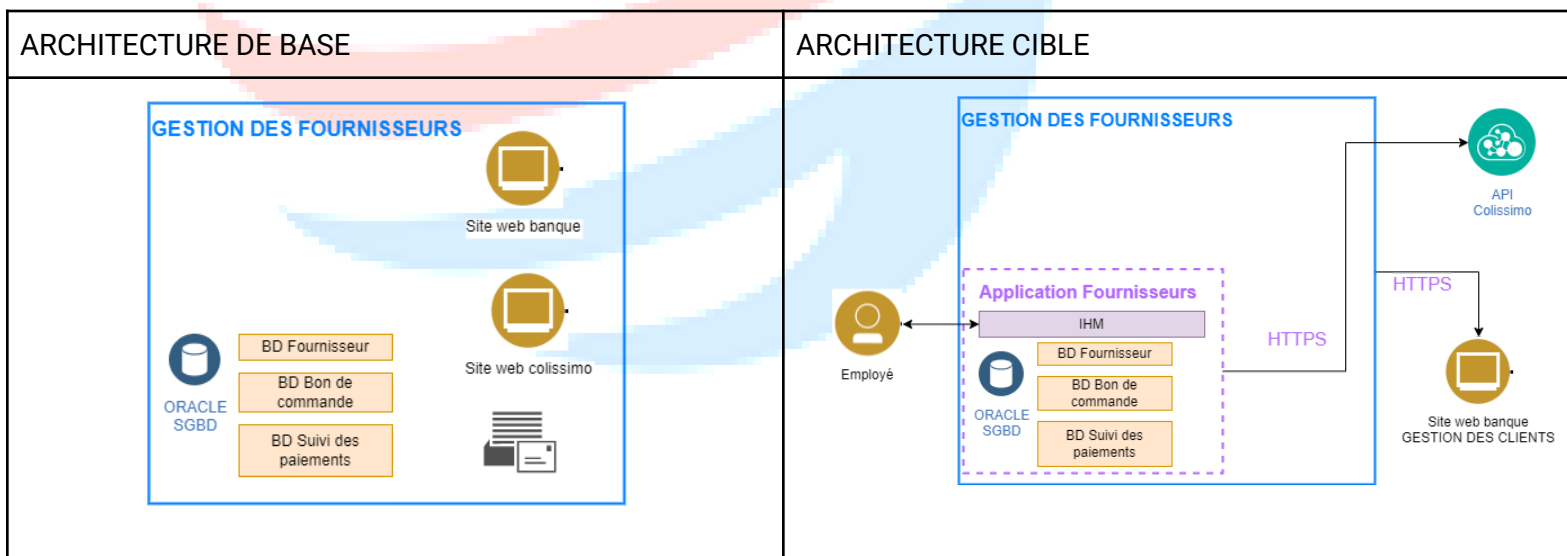 ARCHITECTURE DE BASE
ARCHITECTURE CIBLE
GESTION DES FOURNISSEURS
Site web banque
Site web colissimo
ORACLE
SGBD
BD Fournisseur
BD Bon de
commande
BD Suivi des
paiements
GESTION DES FOURNISSEURS
API
Colissimo
HTTPS
HTTPS
Application Fournisseurs
IHM
Employé
ORACLE
SGBD
BD Fournisseur
BD Bon de
commande
BD Suivi des
paiements
Site web banque
GESTION DES CLIENTS